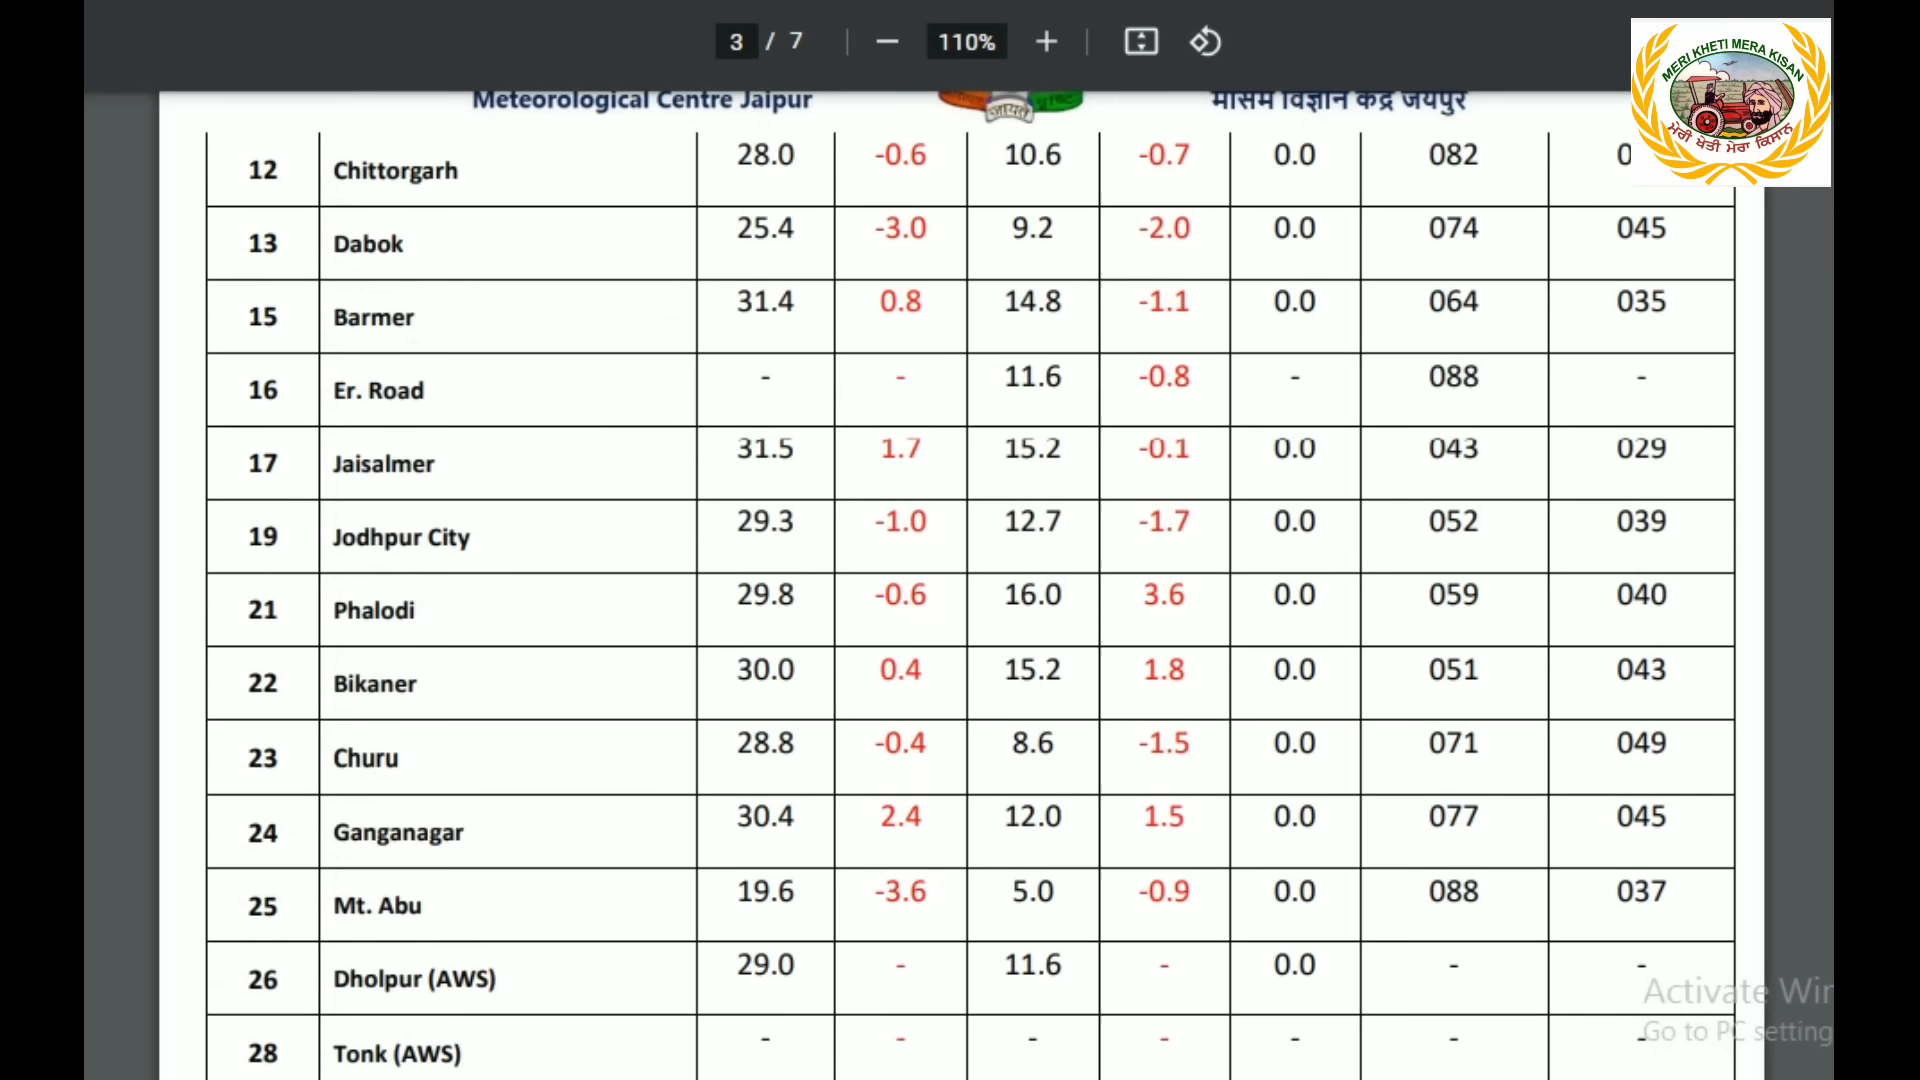 3 / 7 110%
MERI KHETI MERA KISAN
ਮੇਰੀ ਖੇਤੀ ਮੇਰਾ ਕਿਸਾਨ
Meteorological Centre Jaipur जायते मौसम विज्ञान केंद्र जयपुर
12 Chittorgarh 28.0 -0.6 10.6 -0.7 0.0 082
13 Dabok 25.4 -3.0 9.2 -2.0 0.0 074 045
15 Barmer 31.4 0.8 14.8 -1.1 0.0 064 035
16 Er. Road - - 11.6 -0.8 - 088 -
17 Jaisalmer 31.5 1.7 15.2 -0.1 0.0 043 029
19 Jodhpur City 29.3 -1.0 12.7 -1.7 0.0 052 039
21 Phalodi 29.8 -0.6 16.0 3.6 0.0 059 040
22 Bikaner 30.0 0.4 15.2 1.8 0.0 051 043
23 Churu 28.8 -0.4 8.6 -1.5 0.0 071 049
24 Ganganagar 30.4 2.4 12.0 1.5 0.0 077 045
25 Mt. Abu 19.6 -3.6 5.0 -0.9 0.0 088 037
26 Dholpur (AWS) 29.0 - 11.6 - 0.0 - -
28 Tonk (AWS) - - - - - - -
Activate Win
Go to PC setting